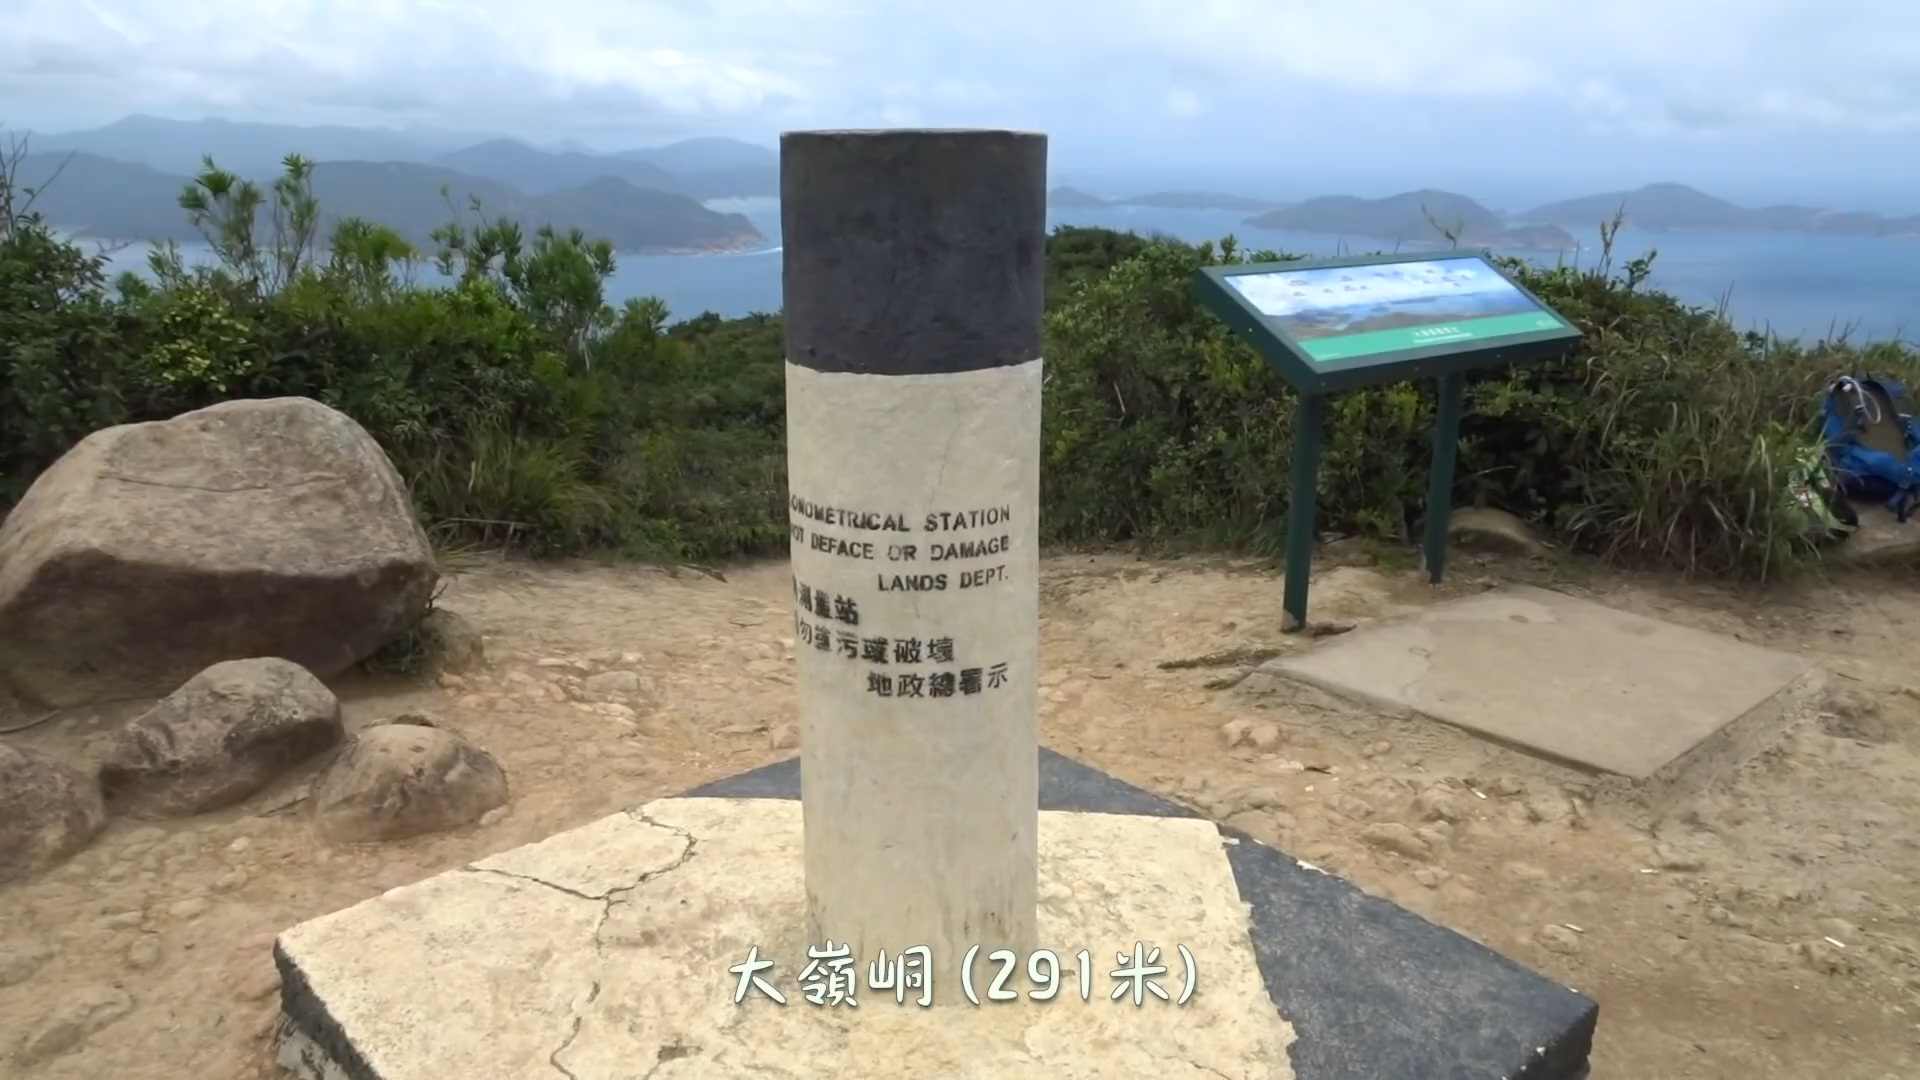 ONOMETRICAL STATION
OT DEFACE OR DAMAGE
LANDS DEPT.
測量站
勿塗污或破壞
地政總署示
大嶺峒 (291米)